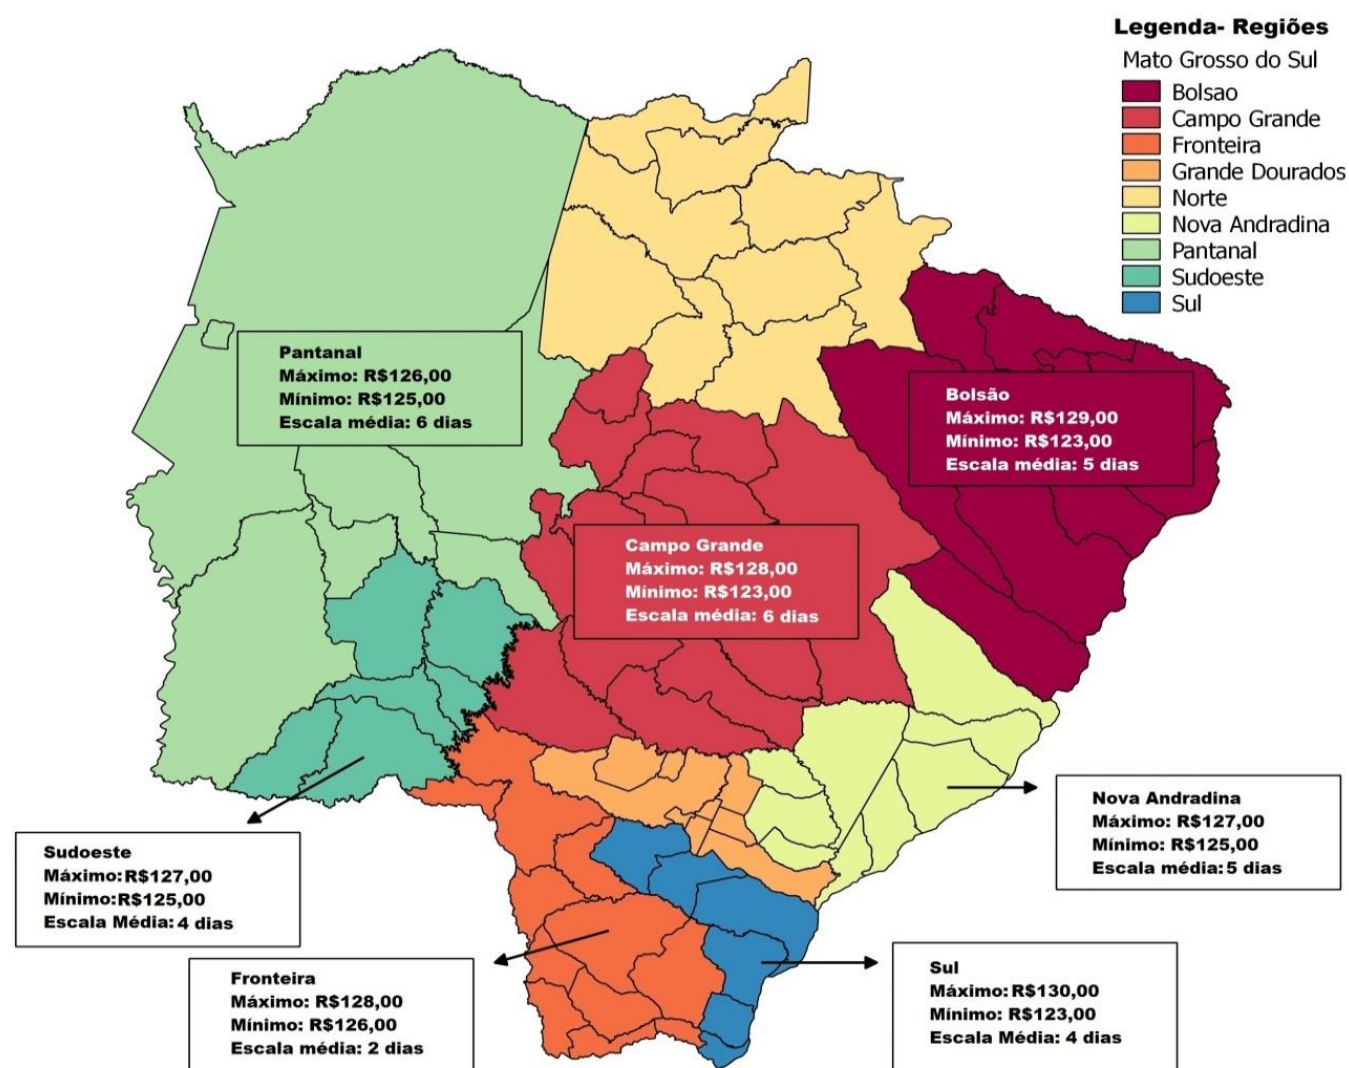 Legenda- Regiões
Mato Grosso do Sul
Bolsao
Campo Grande
Fronteira
Grande Dourados
Norte
Nova Andradina
Pantanal
Sudoeste
Sul
Pantanal
Máximo: R$126,00
Mínimo: R$125,00
Escala média: 6 dias
Bolsão
Máximo: R$129,00
Mínimo: R$123,00
Escala média: 5 dias
Campo Grande
Máximo: R$128,00
Mínimo: R$123,00
Escala média: 6 dias
Nova Andradina
Máximo: R$127,00
Mínimo: R$125,00
Escala média: 5 dias
Sudoeste
Máximo: R$127,00
Mínimo: R$125,00
Escala Média: 4 dias
Fronteira
Máximo: R$128,00
Mínimo: R$126,00
Escala média: 2 dias
Sul
Máximo: R$130,00
Mínimo: R$123,00
Escala Média: 4 dias